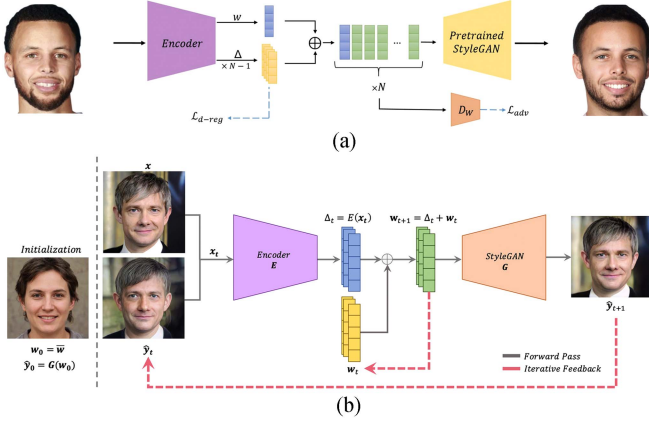 Encoder
w
Δ
× N − 1
ℒd−reg
Pretrained
StyleGAN
×N
D_W
ℒadv
(a)
x
Initialization
w₀ = w̅
ŷ₀ = G(w₀)
xₜ
ŷₜ
Encoder
E
Δₜ = E(xₜ)
wₜ₊₁ = Δₜ + wₜ
wₜ
StyleGAN
G
ŷₜ₊₁
Forward Pass
Iterative Feedback
(b)